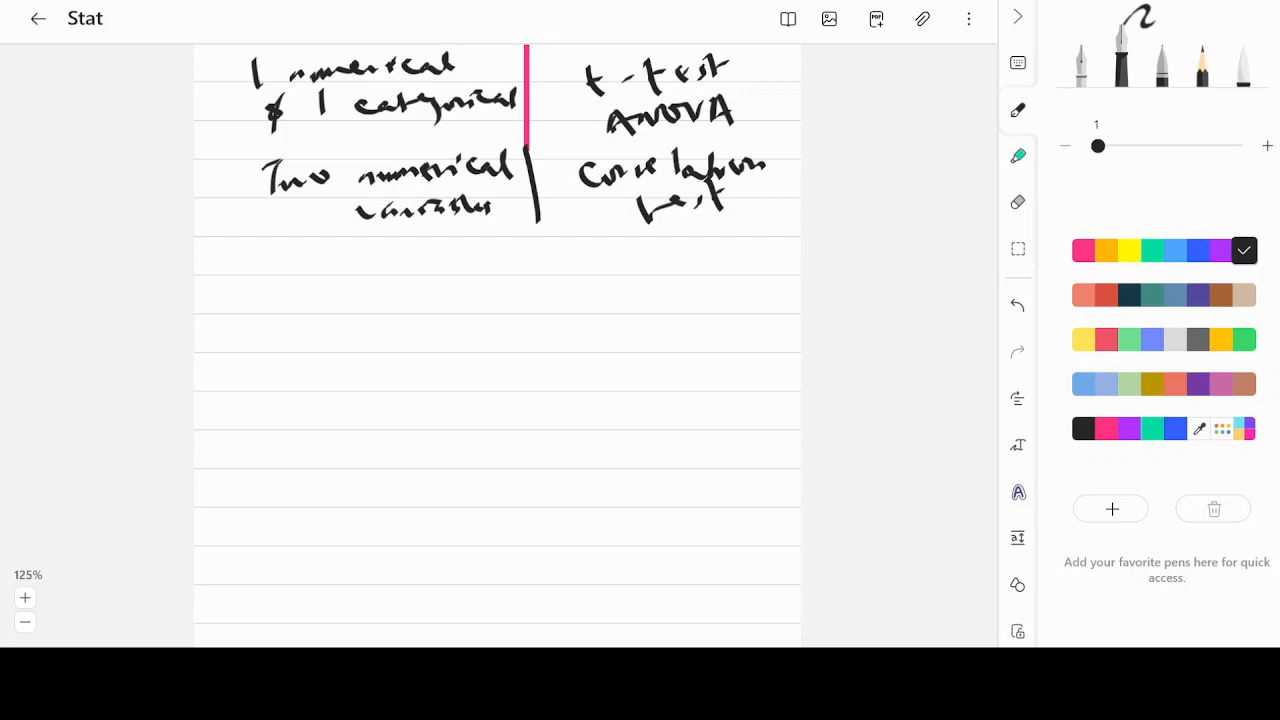 Stat
1 numerical
& 1 categorical
t-test
ANOVA
Two numerical
variables
Correlation
test
1
125%
Add your favorite pens here for quick
access.